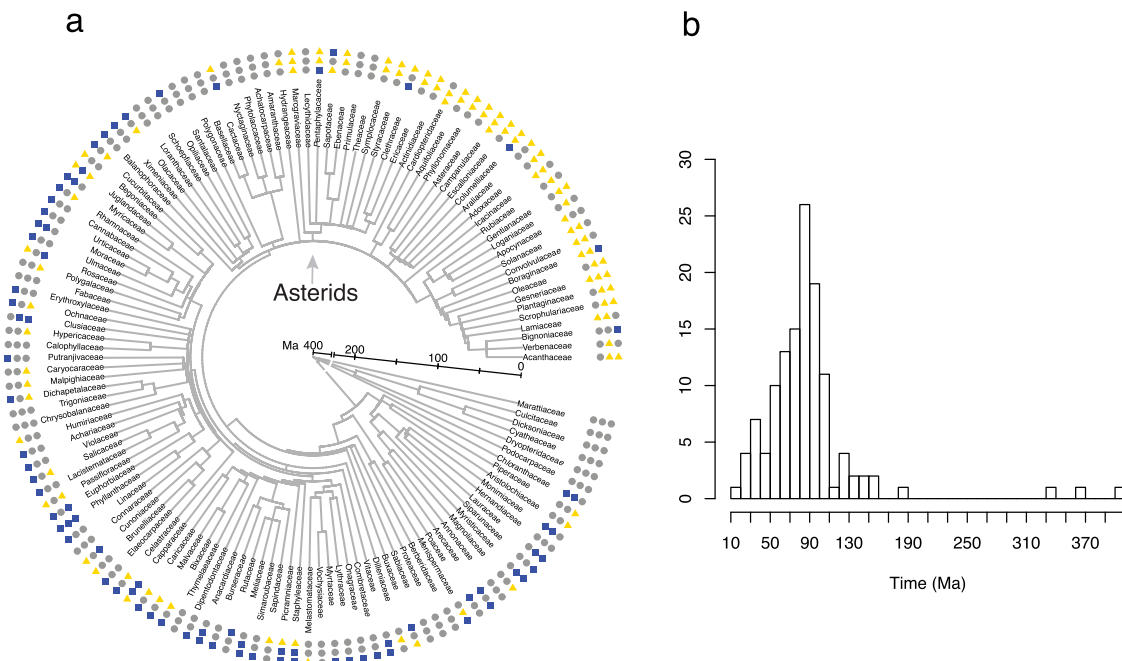 a
b
Marograviaceae
Lecythidaceae
Pentaphylacaceae
Sapotaceae
Ebenaceae
Primulaceae
Theaceae
Symplocaceae
Styracaceae
Clethraceae
Ericaceae
Actinidiaceae
Cardiopteridaceae
Aquifoliaceae
Phyllonomaceae
Asteraceae
Campanulaceae
Escalloniaceae
Columelliaceae
Araliaceae
Adoxaceae
Icacinaceae
Rubiaceae
Gentianaceae
Loganiaceae
Apocynaceae
Solanaceae
Convolvulaceae
Boraginaceae
Oleaceae
Gesneriaceae
Plantaginaceae
Scrophulariaceae
Lamiaceae
Bignoniaceae
Verbenaceae
Acanthaceae
Hydrangeaceae
Amaranthaceae
Achatocarpaceae
Phytolaccaceae
Nyctaginaceae
Cactaceae
Basellaceae
Polygonaceae
Santalaceae
Opiliaceae
Schoepfiaceae
Loranthaceae
Olacaceae
Ximeniaceae
Balanophoraceae
Cucurbitaceae
Begoniaceae
Juglandaceae
Myricaceae
Rhamnaceae
Cannabaceae
Urticaceae
Moraceae
Ulmaceae
Rosaceae
Polygalaceae
Fabaceae
Erythroxylaceae
Ochnaceae
Clusiaceae
Hypericaceae
Calophyllaceae
Putranjivaceae
Caryocaraceae
Malpighiaceae
Dichapetalaceae
Trigoniaceae
Chrysobalanaceae
Humiriaceae
Achariaceae
Violaceae
Salicaceae
Lacistemataceae
Passifloraceae
Euphorbiaceae
Phyllanthaceae
Linaceae
Connaraceae
Cunoniaceae
Brunelliaceae
Elaeocarpaceae
Celastraceae
Capparaceae
Caricaceae
Malvaceae
Bixaceae
Thymelaeaceae
Dipentodontaceae
Anacardiaceae
Burseraceae
Rutaceae
Meliaceae
Simaroubaceae
Sapindaceae
Picramniaceae
Staphyleaceae
Melastomataceae
Vochysiaceae
Myrtaceae
Lythraceae
Onagraceae
Combretaceae
Vitaceae
Dilleniaceae
Buxaceae
Sabiaceae
Proteaceae
Berberidaceae
Menispermaceae
Poaceae
Arecaceae
Annonaceae
Magnoliaceae
Myristicaceae
Lauraceae
Siparunaceae
Hernandiaceae
Monimiaceae
Aristolochiaceae
Piperaceae
Chloranthaceae
Podocarpaceae
Dryopteridaceae
Cyatheaceae
Dicksoniaceae
Culcitaceae
Marattiaceae
Asterids
Ma 400 200 100 0
30
25
20
15
10
5
0
10 50 90 130 190 250 310 370
Time (Ma)